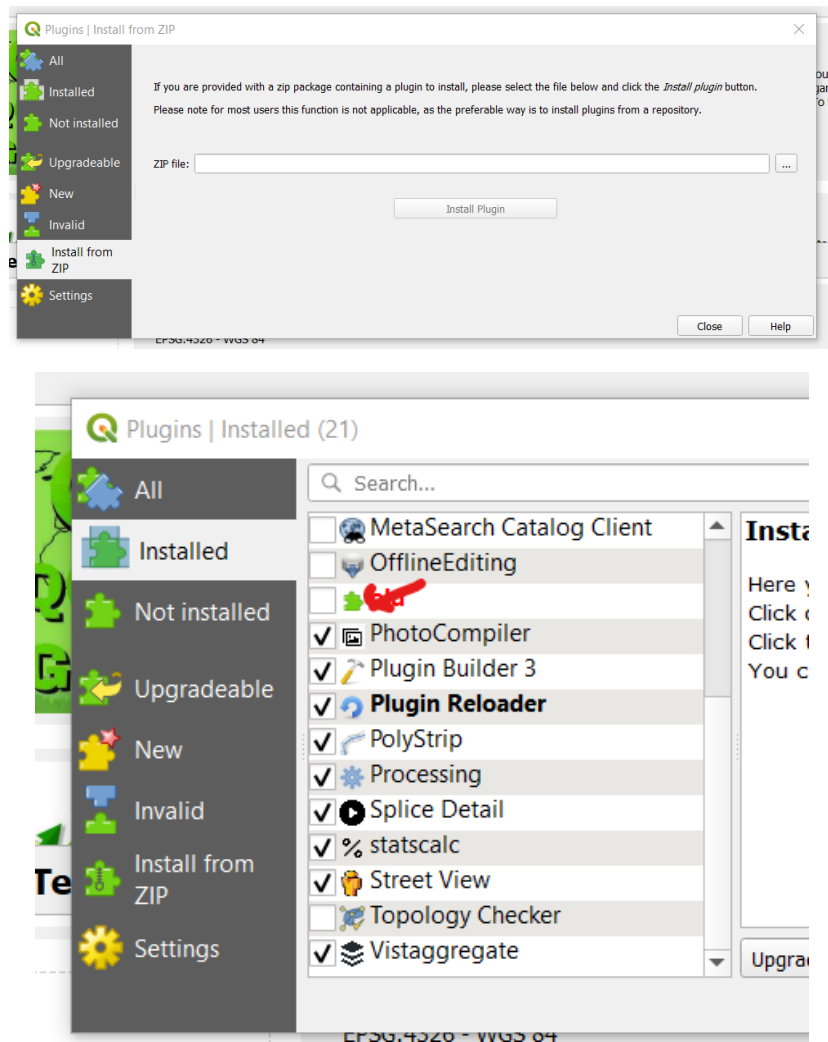 Plugins | Install from ZIP
All
Installed
Not installed
Upgradeable
New
Invalid
Install from
ZIP
Settings
If you are provided with a zip package containing a plugin to install, please select the file below and click the Install plugin button.
Please note for most users this function is not applicable, as the preferable way is to install plugins from a repository.
ZIP file:
...
Install Plugin
Close
Help
EPSG:4326 - WGS 84
Plugins | Installed (21)
All
Installed
Not installed
Upgradeable
New
Invalid
Install from
ZIP
Settings
Search...
MetaSearch Catalog Client
OfflineEditing
PhotoCompiler
Plugin Builder 3
Plugin Reloader
PolyStrip
Processing
Splice Detail
statscalc
Street View
Topology Checker
Vistaggregate
Insta
Here y
Click
Click t
You c
Upgra
Te
EPSG:4326 - WGS 84